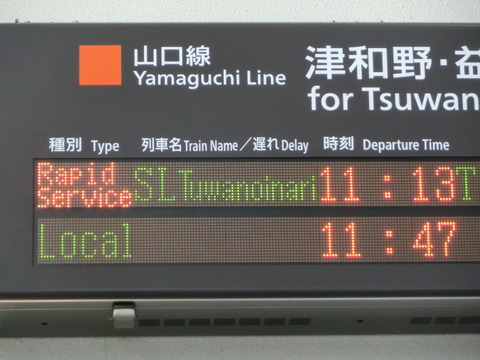 山口線
Yamaguchi Line
津和野・益
for Tsuwan
種別 Type 列車名 Train Name／遅れ Delay 時刻 Departure Time
Rapid Service SL Tuwanoinari 11:13 T
Local 11:47